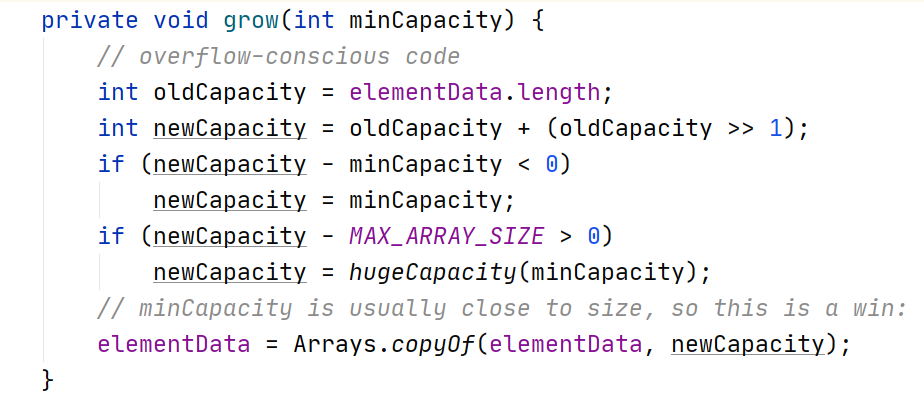 private void grow(int minCapacity) {
    // overflow-conscious code
    int oldCapacity = elementData.length;
    int newCapacity = oldCapacity + (oldCapacity >> 1);
    if (newCapacity - minCapacity < 0)
        newCapacity = minCapacity;
    if (newCapacity - MAX_ARRAY_SIZE > 0)
        newCapacity = hugeCapacity(minCapacity);
    // minCapacity is usually close to size, so this is a win:
    elementData = Arrays.copyOf(elementData, newCapacity);
}